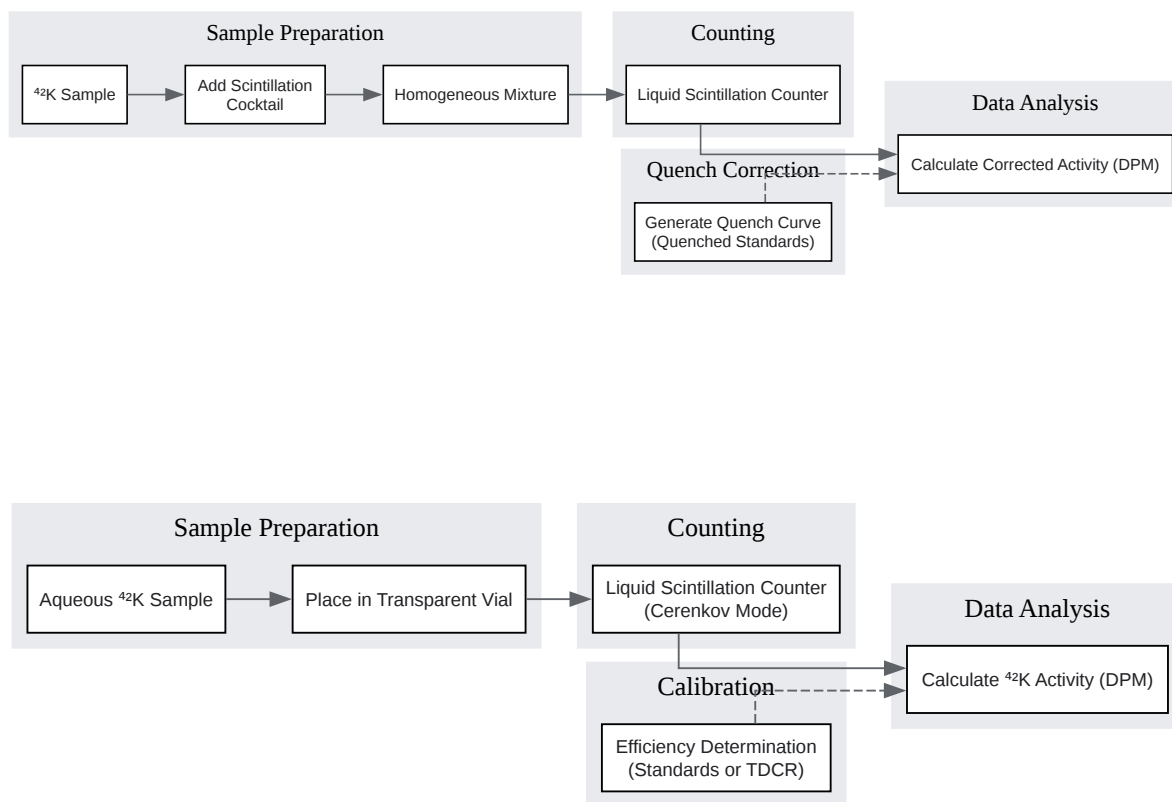 Sample Preparation
⁴²K Sample
Add Scintillation
Cocktail
Homogeneous Mixture
Counting
Liquid Scintillation Counter
Quench Correction
Generate Quench Curve
(Quenched Standards)
Data Analysis
Calculate Corrected Activity (DPM)
Sample Preparation
Aqueous ⁴²K Sample
Place in Transparent Vial
Counting
Liquid Scintillation Counter
(Cerenkov Mode)
Calibration
Efficiency Determination
(Standards or TDCR)
Data Analysis
Calculate ⁴²K Activity (DPM)